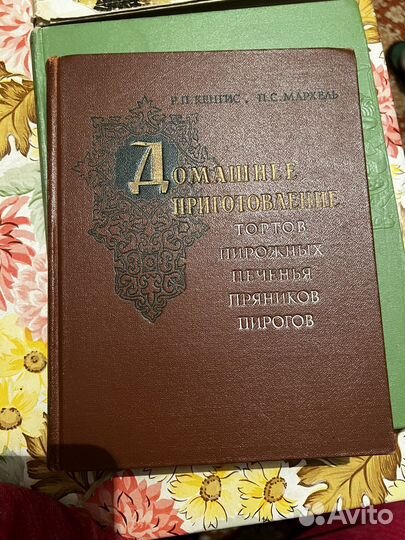 Р.П. КЕНГИС, П.С. МАРХЕЛЬ
ДОМАШНЕЕ
ПРИГОТОВЛЕНИЕ
ТОРТОВ
ПИРОЖНЫХ
ПЕЧЕНЬЯ
ПРЯНИКОВ
ПИРОГОВ
Avito